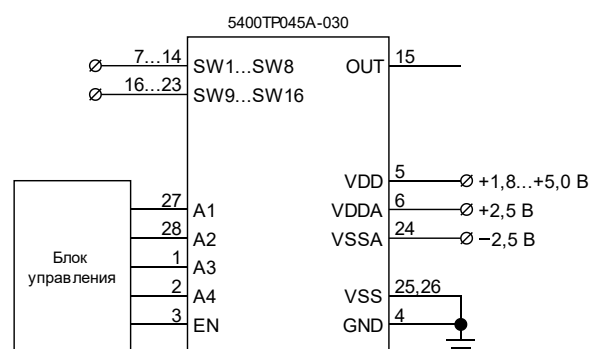 5400TP045A-030
7...14 SW1...SW8 OUT 15
16...23 SW9...SW16
VDD 5 +1,8...+5,0 В
27 A1 VDDA 6 +2,5 В
28 A2 VSSA 24 −2,5 В
Блок
управления
1 A3
2 A4 VSS 25,26
3 EN GND 4